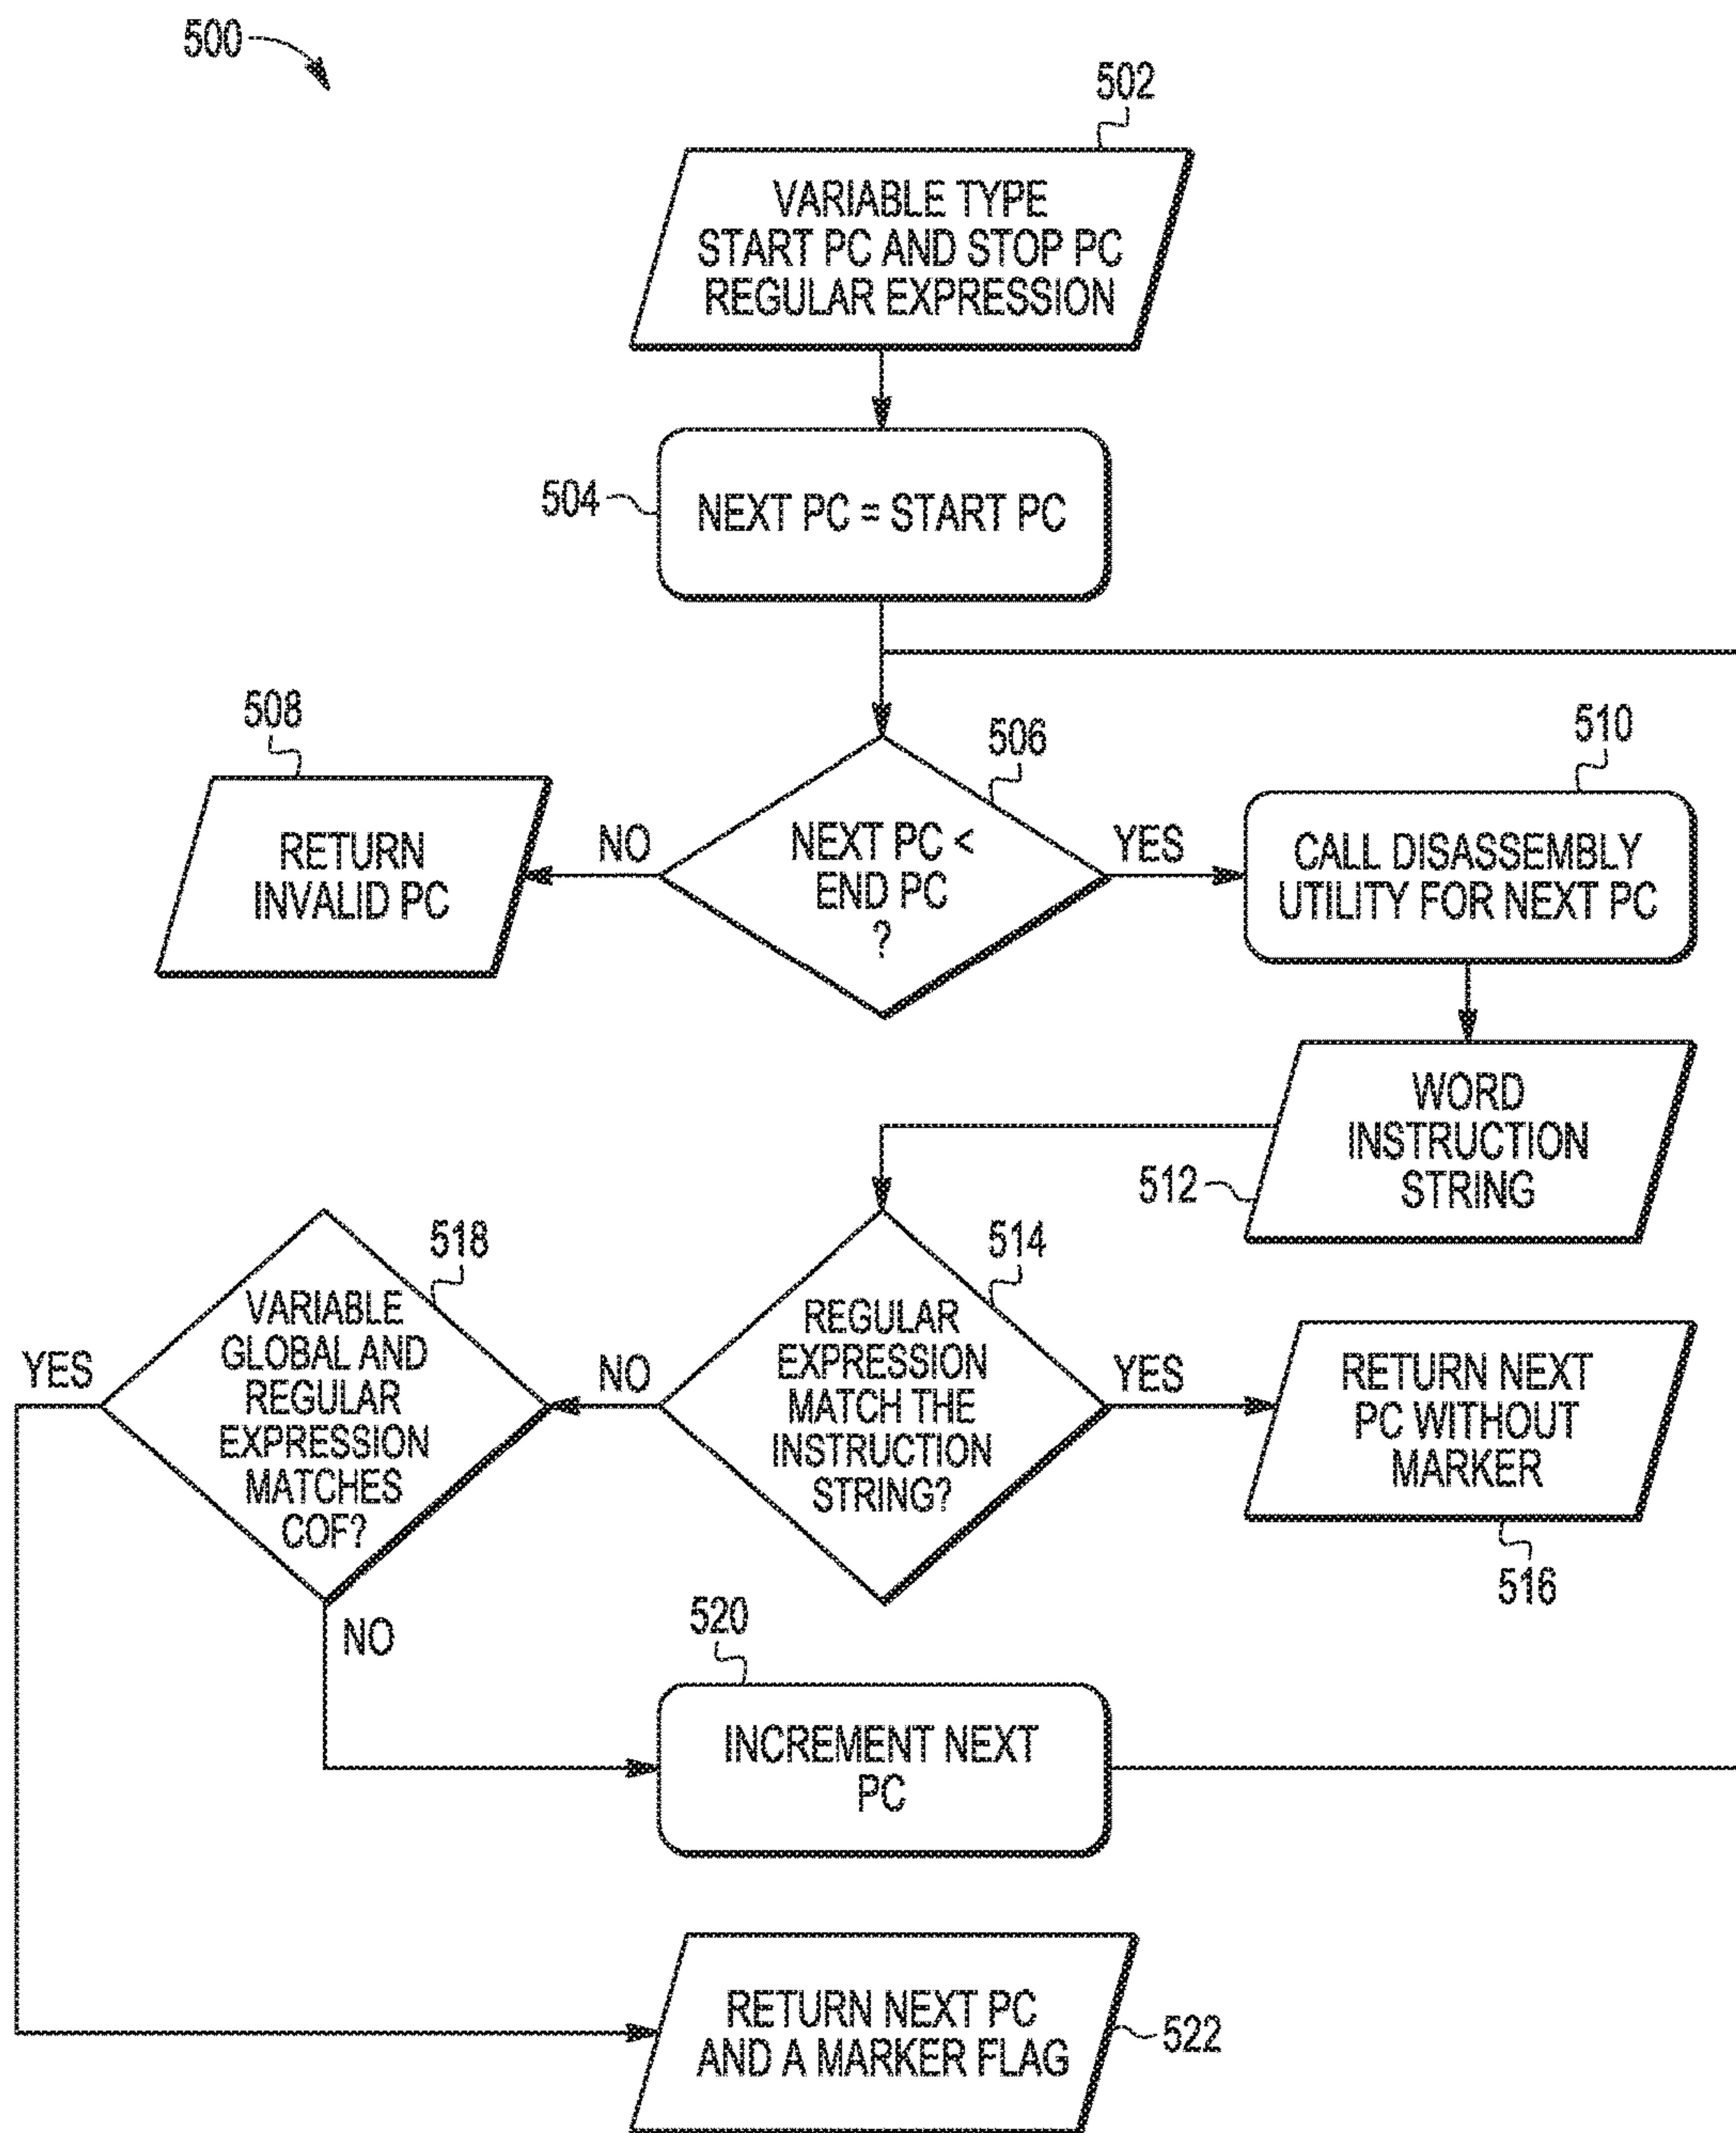 500
502
VARIABLE TYPE
START PC AND STOP PC
REGULAR EXPRESSION
504
NEXT PC = START PC
508
RETURN
INVALID PC
NO
506
NEXT PC <
END PC
?
YES
510
CALL DISASSEMBLY
UTILITY FOR NEXT PC
512
WORD
INSTRUCTION
STRING
YES
518
VARIABLE
GLOBAL AND
REGULAR
EXPRESSION
MATCHES
COF?
NO
514
REGULAR
EXPRESSION
MATCH THE
INSTRUCTION
STRING?
YES
RETURN NEXT
PC WITHOUT
MARKER
516
NO
520
INCREMENT NEXT
PC
RETURN NEXT PC
AND A MARKER FLAG
522